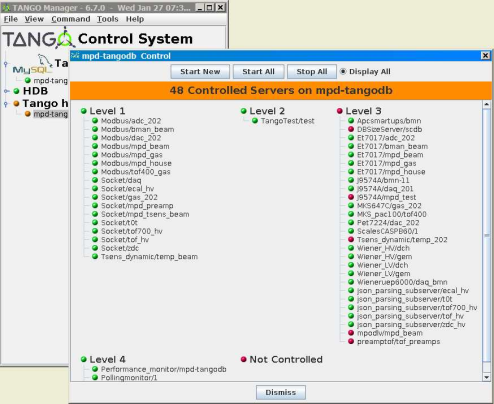 TANGO Manager - 6.7.0 - Wed Jan 27 07:3...
File View Command Tools Help
TANGO Control System
MySQL Ta
mpd-tang
HDB
Tango h
mpd-tang
mpd-tangodb Control
Start New Start All Stop All Display All
48 Controlled Servers on mpd-tangodb
Level 1
Modbus/adc_202
Modbus/bman_beam
Modbus/dac_202
Modbus/mpd_beam
Modbus/mpd_gas
Modbus/mpd_house
Modbus/tof400_gas
Socket/daq
Socket/ecal_hv
Socket/gas_202
Socket/mpd_preamp
Socket/mpd_tsens_beam
Socket/t0t
Socket/tof700_hv
Socket/tof_hv
Socket/zdc
Tsens_dynamic/temp_beam
Level 2
TangoTest/test
Level 3
Apcsmartups/bmn
DBSizeServer/scdb
Et7017/adc_202
Et7017/bman_beam
Et7017/mpd_beam
Et7017/mpd_gas
Et7017/mpd_house
J9574A/bmn-11
J9574A/daq_201
J9574A/mpd_test
MKS647C/gas_202
MKS_pac100/tof400
Pet7224/dac_202
ScalesCASPB60/1
Tsens_dynamic/temp_202
Wiener_HV/dch
Wiener_HV/gem
Wiener_LV/dch
Wiener_LV/gem
Wieneruep6000/daq_bmn
json_parsing_subserver/ecal_hv
json_parsing_subserver/t0t
json_parsing_subserver/tof700_hv
json_parsing_subserver/tof_hv
json_parsing_subserver/zdc_hv
mpodlv/mpd_beam
preamptof/tof_preamps
Level 4
Performance_monitor/mpd-tangodb
Pollingmonitor/1
Not Controlled
Dismiss